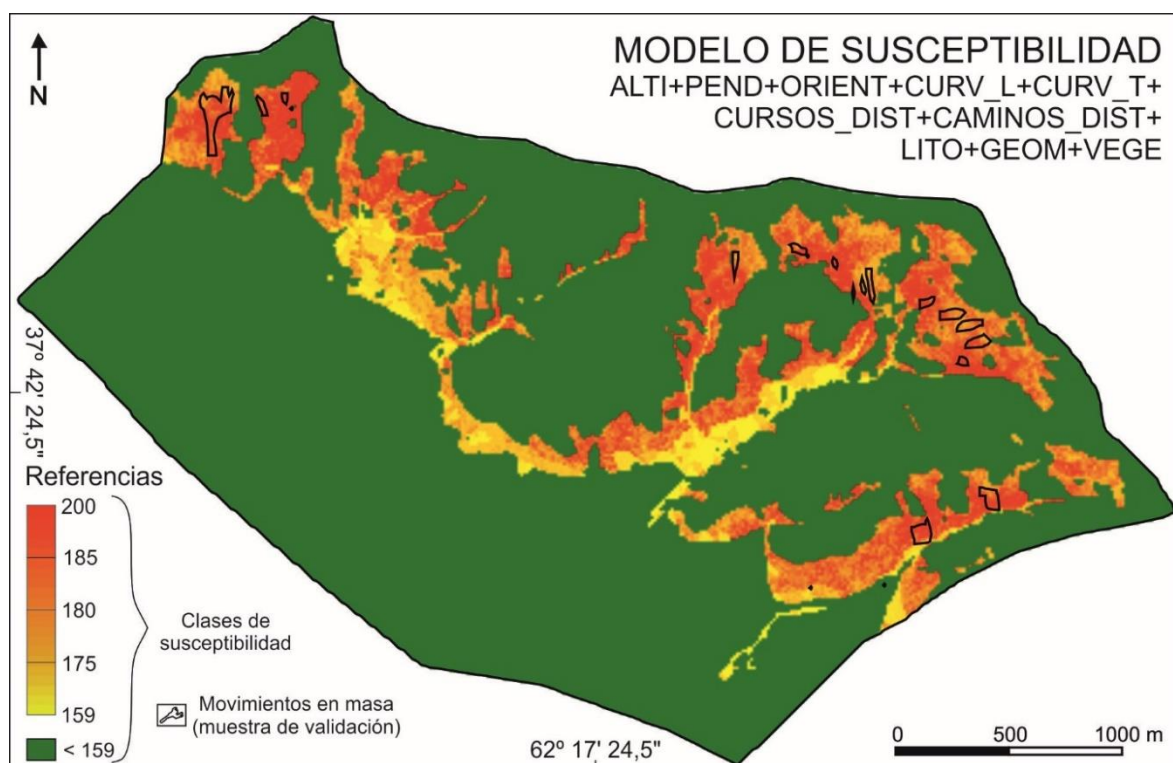 MODELO DE SUSCEPTIBILIDAD
ALTI+PEND+ORIENT+CURV_L+CURV_T+
CURSOS_DIST+CAMINOS_DIST+
LITO+GEOM+VEGE
N
37º 42' 24,5"
Referencias
200
185
180
175
159
< 159
Clases de
susceptibilidad
Movimientos en masa
(muestra de validación)
62º 17' 24,5"
0 500 1000 m